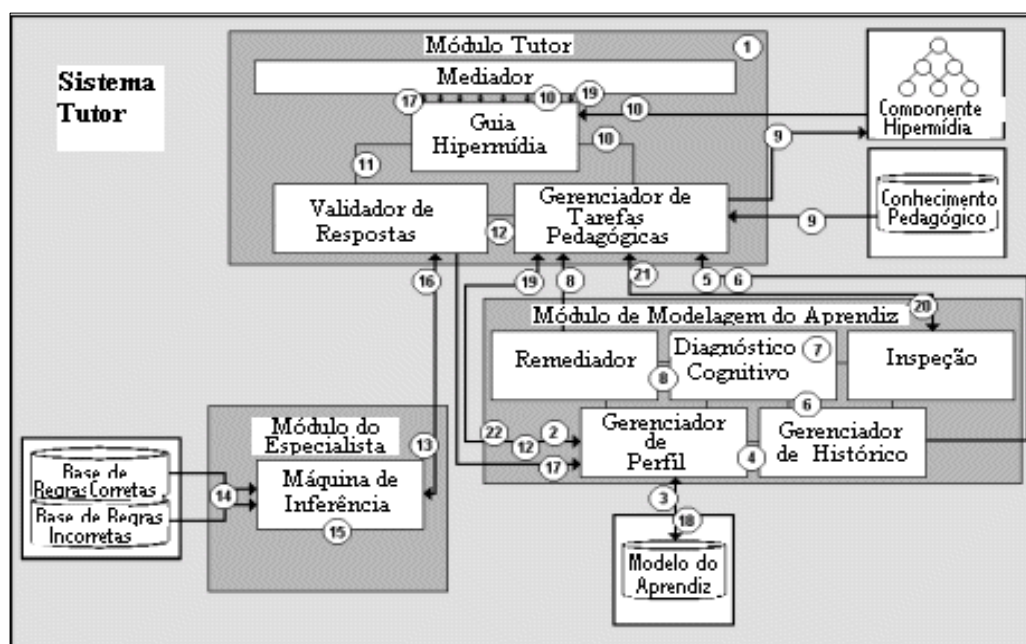 Módulo Tutor
1
Mediador
Sistema
Tutor
17
10
19
Guia
Hipermídia
10
10
Componente
Hipermídia
9
11
Validador de
Respostas
12
Gerenciador de
Tarefas
Pedagógicas
9
Conhecimento
Pedagógico
16
19
8
21
5
6
20
Módulo de Modelagem do Aprendiz
Remediador
8
Diagnóstico
Cognitivo
7
Inspeção
6
Módulo do
Especialista
13
22
12
2
17
Gerenciador
de
Perfil
4
Gerenciador
de Histórico
Base de
Regras Corretas
14
Base de Regras
Incorretas
Máquina de
Inferência
15
3
18
Modelo do
Aprendiz